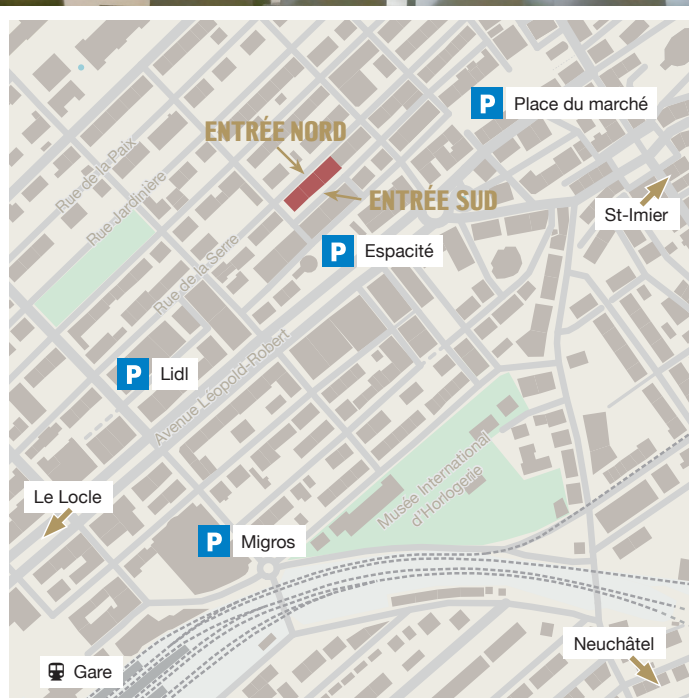 P Place du marché
ENTRÉE NORD
Rue de la Paix
Rue Jardinière
ENTRÉE SUD
St-Imier
P Espacité
Rue de la Serre
P Lidl
Avenue Léopold-Robert
Musée International
d'Horlogerie
Le Locle
P Migros
Neuchâtel
Gare